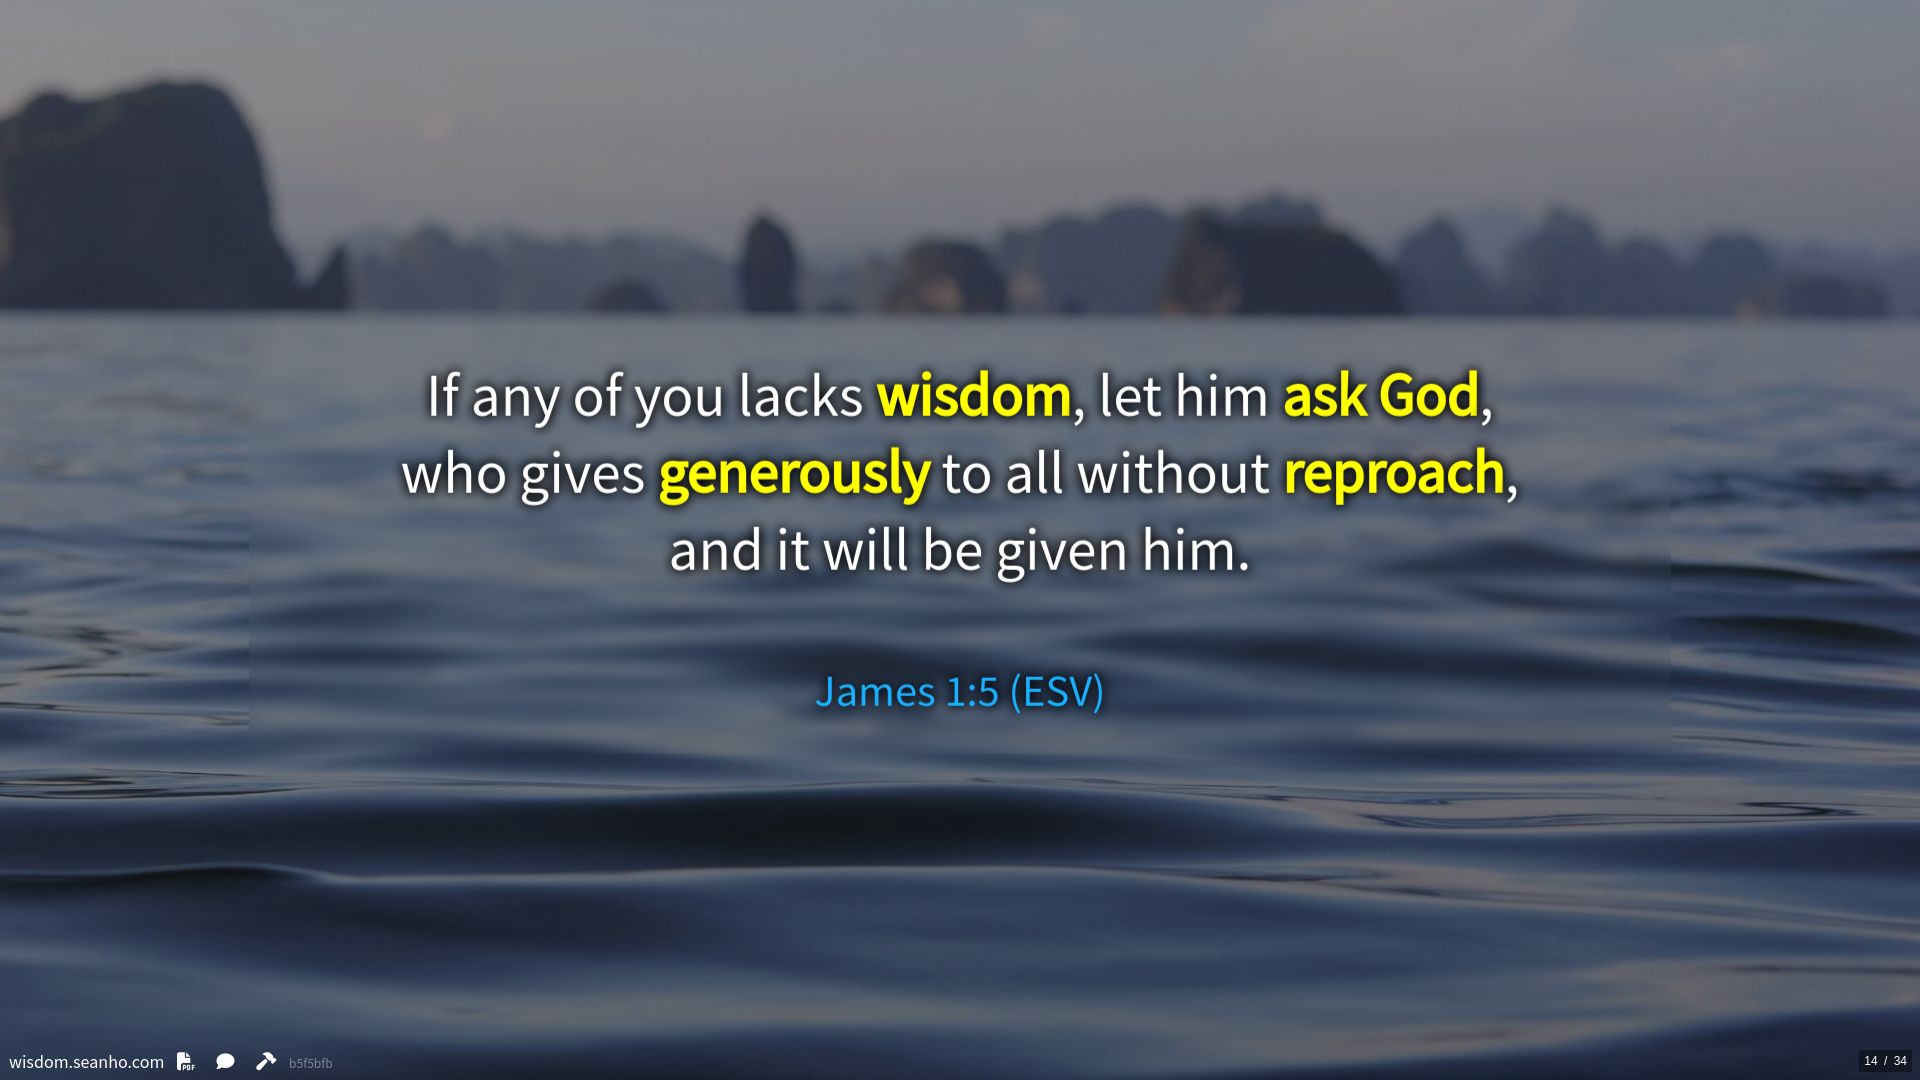 If any of you lacks wisdom, let him ask God,
who gives generously to all without reproach,
and it will be given him.
James 1:5 (ESV)
wisdom.seanho.com PDF b5f5bfb
14 / 34